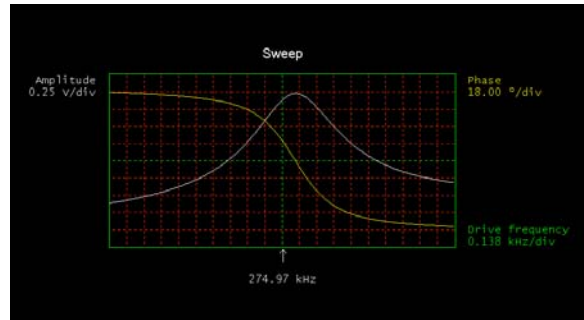 Sweep
Amplitude
0.25 V/div
Phase
18.00 º/div
Drive frequency
0.138 kHz/div
↑
274.97 kHz